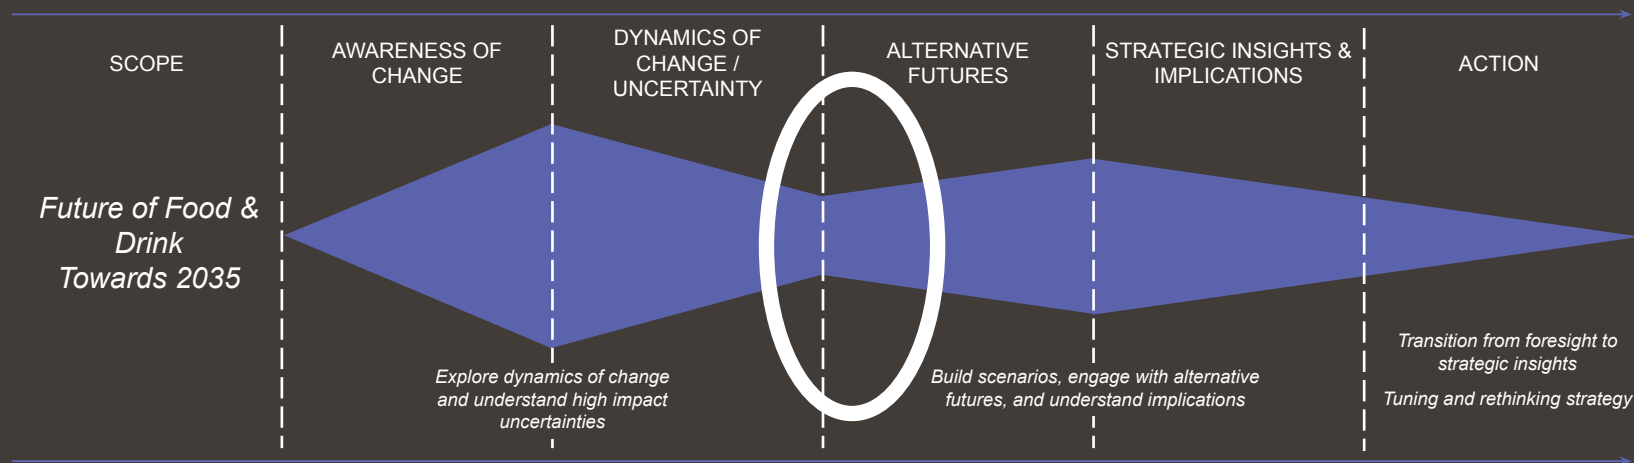 SCOPE
AWARENESS OF
CHANGE
DYNAMICS OF
CHANGE /
UNCERTAINTY
ALTERNATIVE
FUTURES
STRATEGIC INSIGHTS &
IMPLICATIONS
ACTION
Future of Food &
Drink
Towards 2035
Explore dynamics of change
and understand high impact
uncertainties
Build scenarios, engage with alternative
futures, and understand implications
Transition from foresight to
strategic insights
Tuning and rethinking strategy